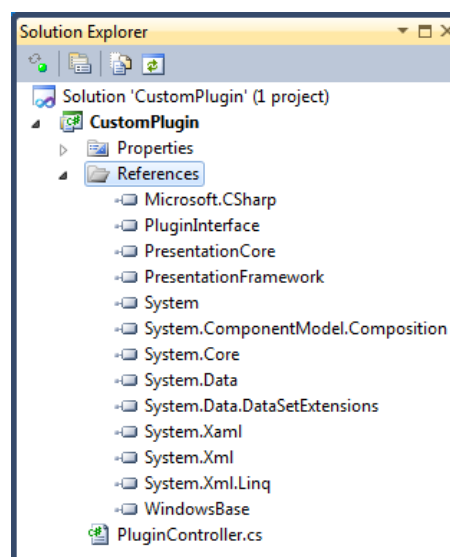 Solution Explorer
Solution 'CustomPlugin' (1 project)
C# CustomPlugin
Properties
References
Microsoft.CSharp
PluginInterface
PresentationCore
PresentationFramework
System
System.ComponentModel.Composition
System.Core
System.Data
System.Data.DataSetExtensions
System.Xaml
System.Xml
System.Xml.Linq
WindowsBase
C# PluginController.cs